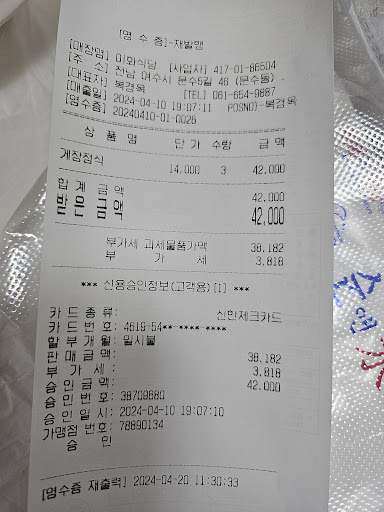 [영 수 증]-재발행
[매장명] 미화식당 [사업자] 417-01-86504
[주 소] 전남 여수시 문수5길 46 (문수동) .
[대표자] 복경옥 [TEL] 061-654-9887
[매출일] 2024-04-10 19:07:11 POSNO)-복경옥
[영수증] 20240410-01-0026
상 품 명 단 가 수량 금 액
게장정식 14,000 3 42,000
합 계 금 액 42,000
받 은 금 액 42,000
부가세 과세물품가액 38,182
부 가 세 3,818
*** 신용승인정보(고객용) [1] ***
카 드 종 류: 신한체크카드
카 드 번 호: 4619-54**-****-****
할 부 개 월: 일시불
판 매 금 액: 38,182
부 가 세 : 3,818
승 인 금 액: 42,000
승 인 번 호: 38709680
승 인 일 시: 2024-04-10 19:07:10
가맹점 번호: 78890134
승 인
[영수증 재출력] 2024-04-20 11:30:33